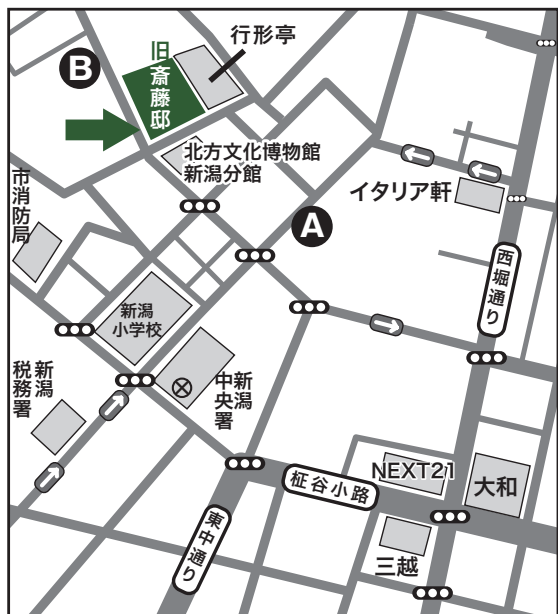 行形亭
B
旧斎藤邸
北方文化博物館
新潟分館
イタリア軒
A
市消防局
西堀通り
新潟
小学校
新潟
税務署
新潟
中央署
NEXT21
大和
柾谷小路
東中通り
三越